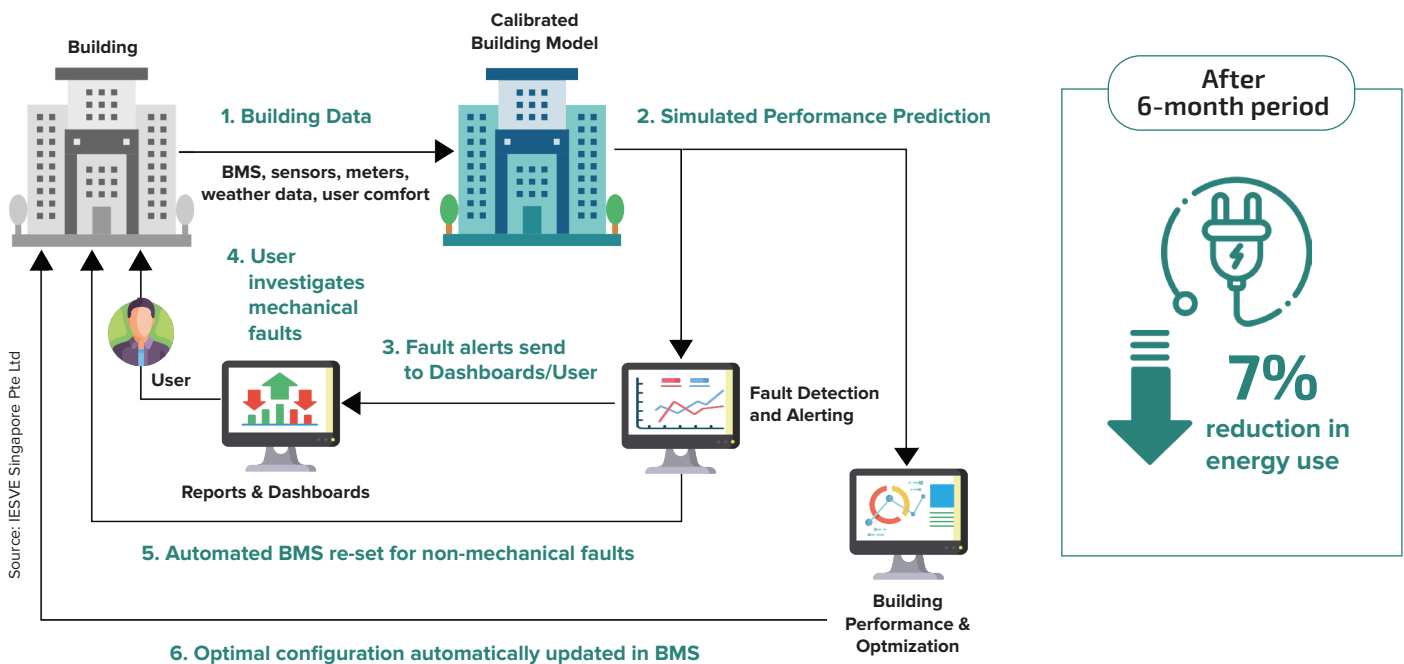 Building
Calibrated
Building Model
1. Building Data
BMS, sensors, meters,
weather data, user comfort
2. Simulated Performance Prediction
4. User
investigates
mechanical
faults
3. Fault alerts send
to Dashboards/User
User
Reports & Dashboards
Fault Detection
and Alerting
5. Automated BMS re-set for non-mechanical faults
Building
Performance &
Optmization
6. Optimal configuration automatically updated in BMS
Source: IESVE Singapore Pte Ltd
After
6-month period
7%
reduction in
energy use